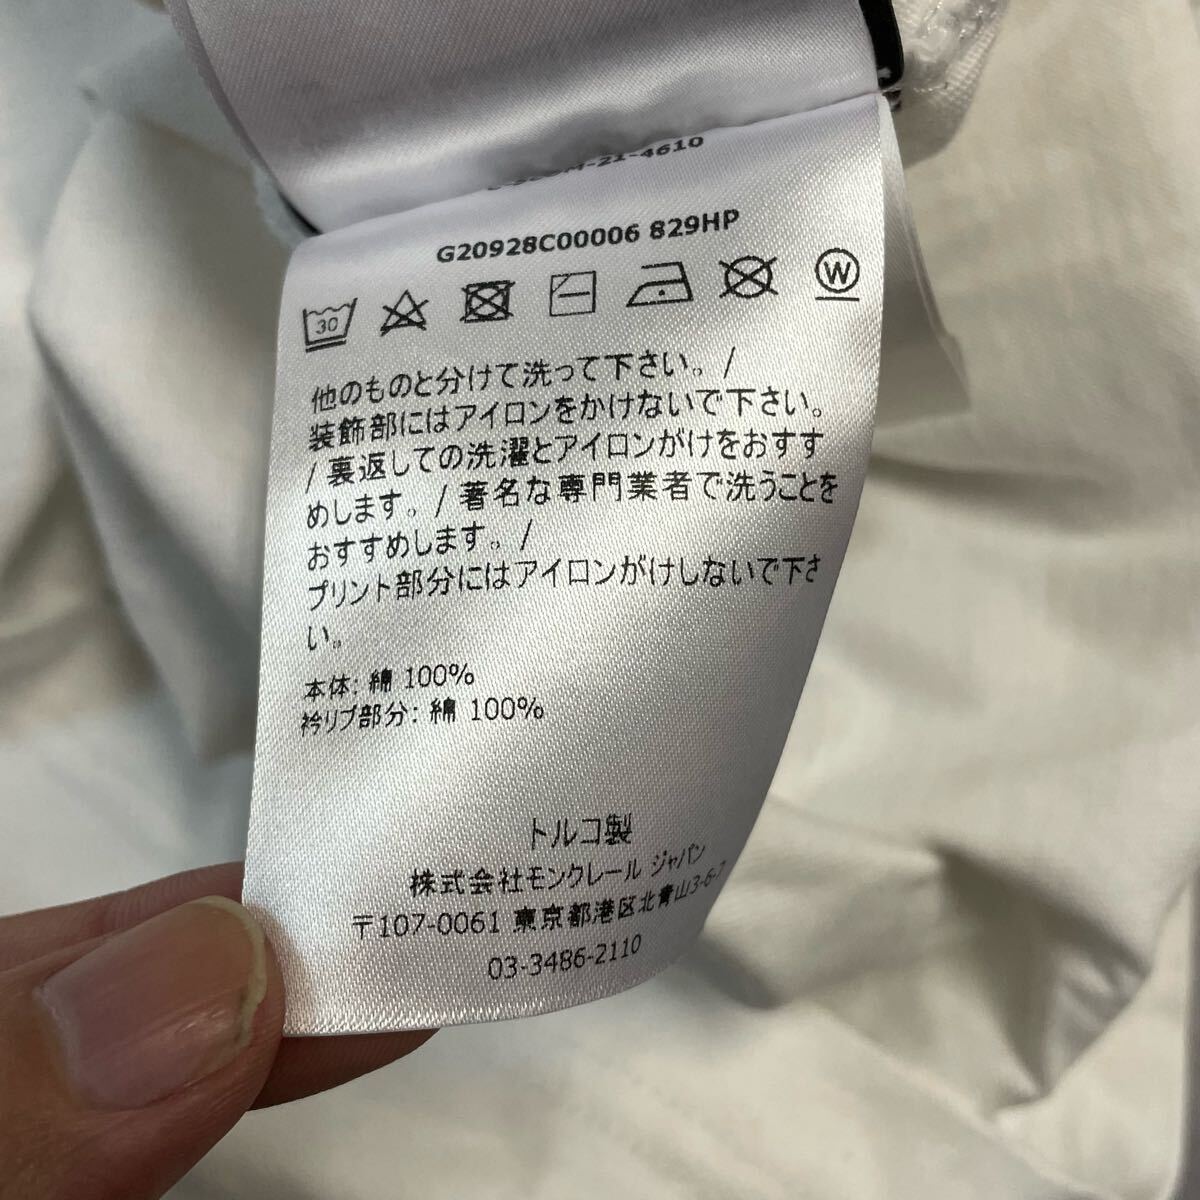 -21-4610
G20928C00006 829HP
30
W
他のものと分けて洗って下さい。/
装飾部にはアイロンをかけないで下さい。
/ 裏返しての洗濯とアイロンがけをおすす
めします。/ 著名な専門業者で洗うことを
おすすめします。/
プリント部分にはアイロンがけしないで下さ
い。
本体: 綿 100%
衿リブ部分: 綿 100%
トルコ製
株式会社モンクレール ジャパン
〒107-0061 東京都港区北青山3-6-7
03-3486-2110